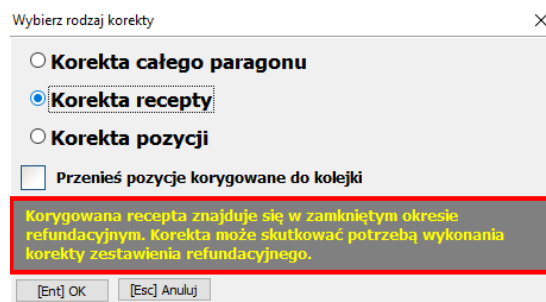 Wybierz rodzaj korekty
Korekta całego paragonu
Korekta recepty
Korekta pozycji
Przenieś pozycje korygowane do kolejki
Korygowana recepta znajduje się w zamkniętym okresie
refundacyjnym. Korekta może skutkować potrzebą wykonania
korekty zestawienia refundacyjnego.
[Ent] OK [Esc] Anuluj